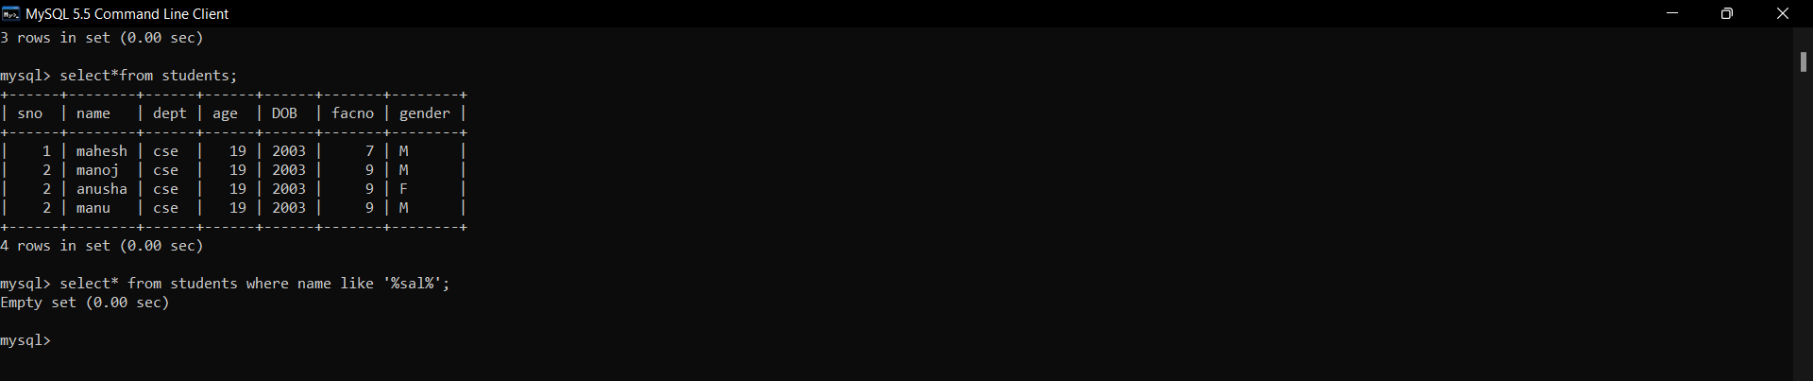 MySQL 5.5 Command Line Client
3 rows in set (0.00 sec)
mysql> select*from students;
+------+--------+------+------+------+-------+--------+
| sno  | name   | dept | age  | DOB  | facno | gender |
+------+--------+------+------+------+-------+--------+
|    1 | mahesh | cse  |   19 | 2003 |     7 | M      |
|    2 | manoj  | cse  |   19 | 2003 |     9 | M      |
|    2 | anusha | cse  |   19 | 2003 |     9 | F      |
|    2 | manu   | cse  |   19 | 2003 |     9 | M      |
+------+--------+------+------+------+-------+--------+
4 rows in set (0.00 sec)
mysql> select* from students where name like '%sal%';
Empty set (0.00 sec)
mysql>